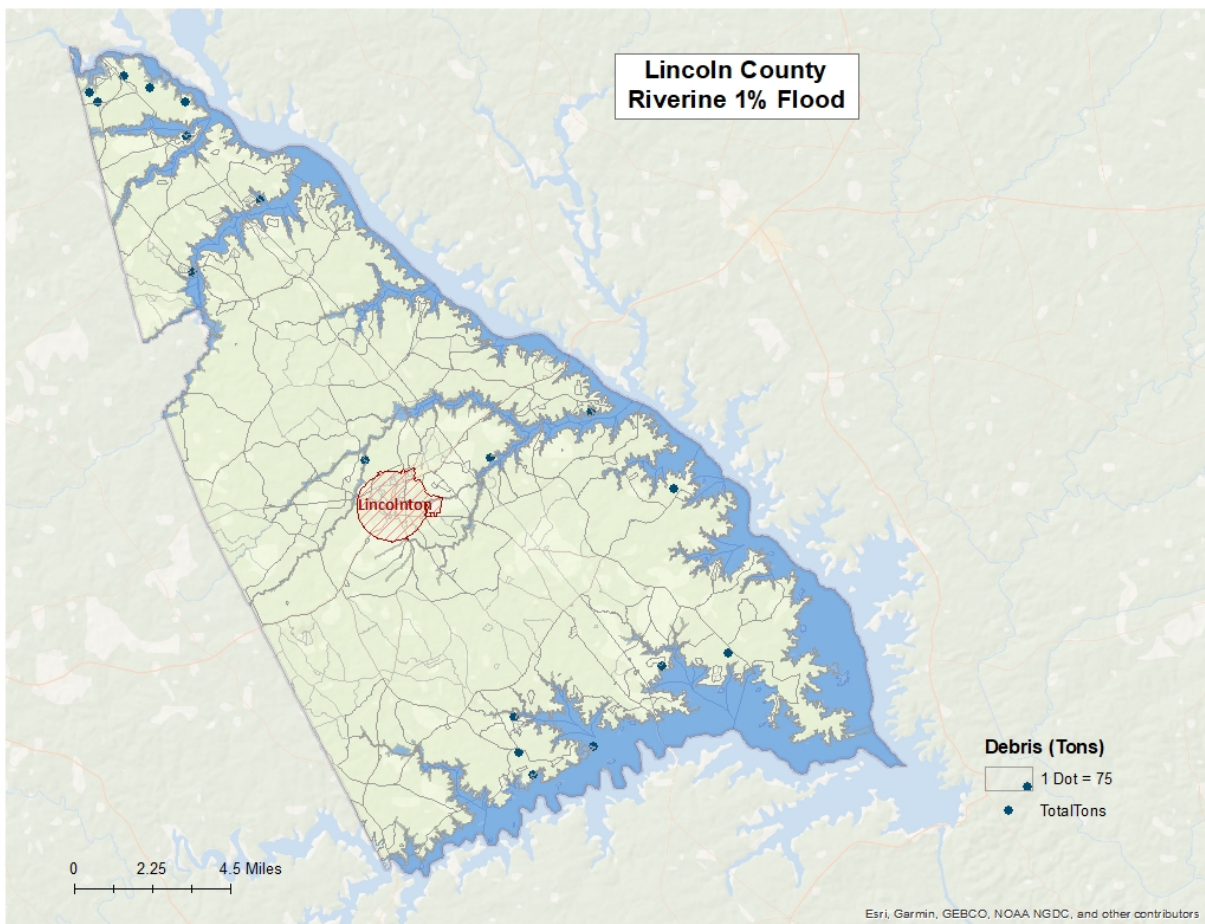 Lincoln County
Riverine 1% Flood
Lincolnton
Debris (Tons)
1 Dot = 75
TotalTons
0 2.25 4.5 Miles
Esri, Garmin, GEBCO, NOAA NGDC, and other contributors